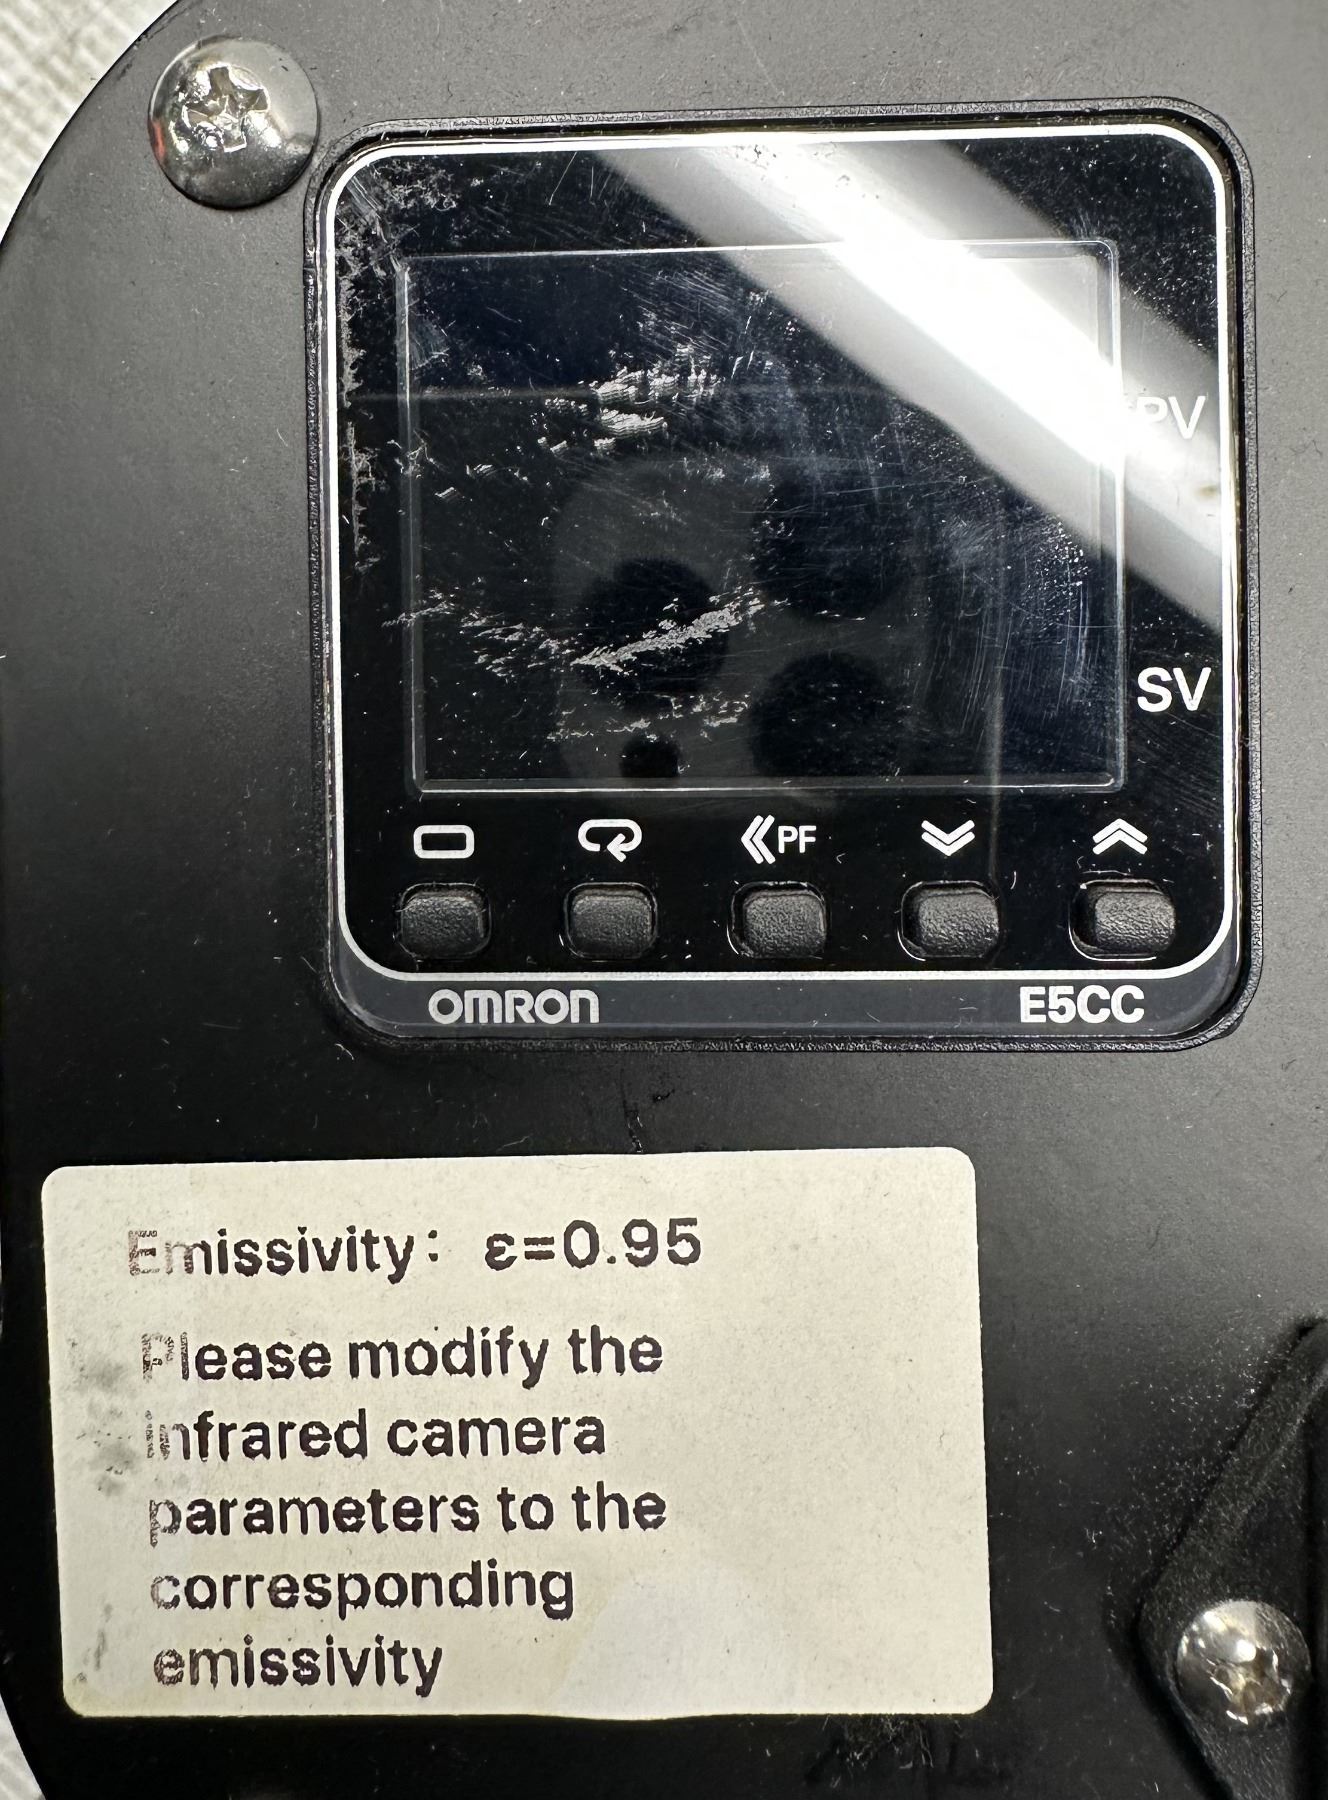 PV
SV
PF
OMRON E5CC
Emissivity: ε=0.95
Please modify the
infrared camera
parameters to the
corresponding
emissivity